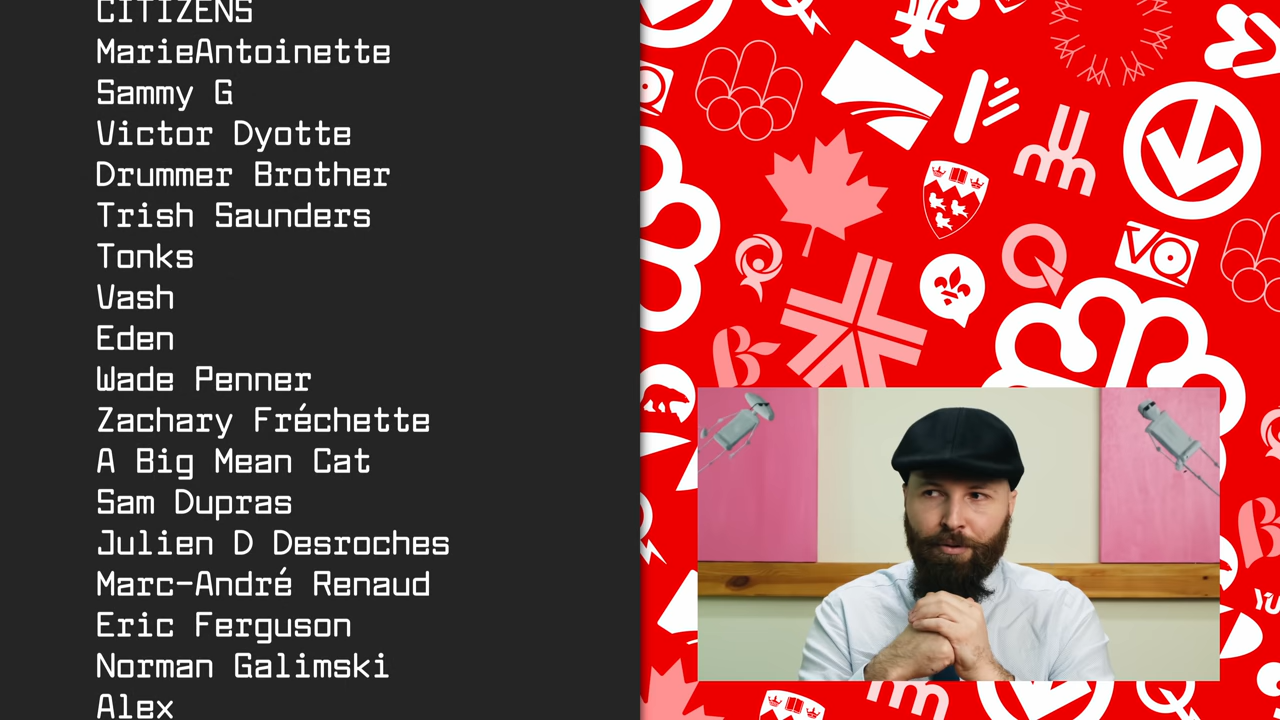 CITIZENS
MarieAntoinette
Sammy G
Victor Dyotte
Drummer Brother
Trish Saunders
Tonks
Vash
Eden
Wade Penner
Zachary Fréchette
A Big Mean Cat
Sam Dupras
Julien D Desroches
Marc-André Renaud
Eric Ferguson
Norman Galimski
Alex
VO